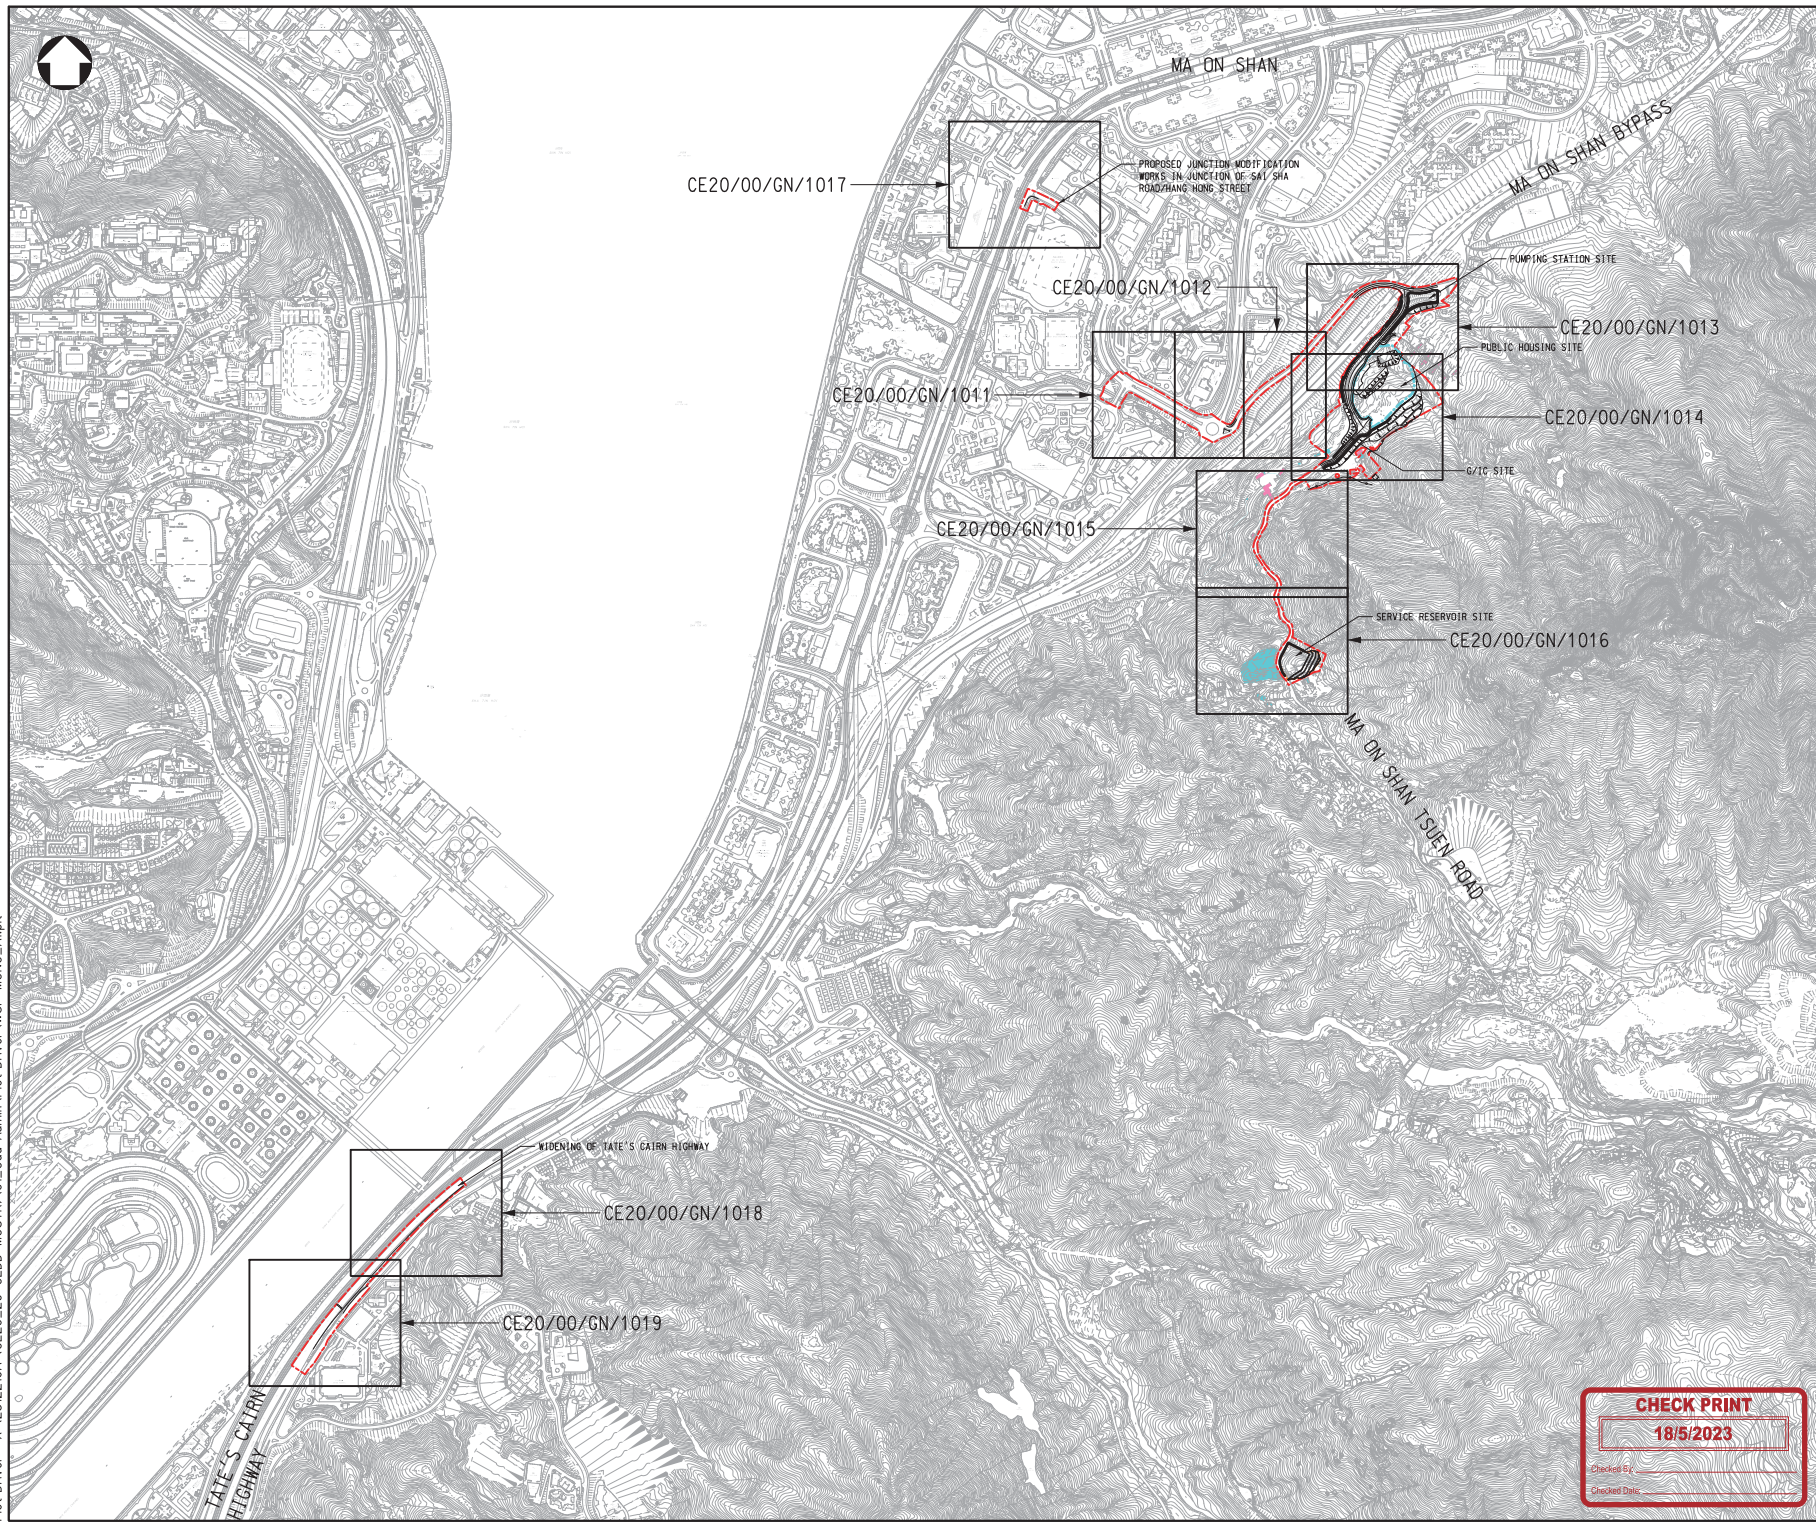 MA ON SHAN
MA ON SHAN BYPASS
CE20/00/GN/1017
PROPOSED JUNCTION MODIFICATION
WORKS IN JUNCTION OF SAI SHA
ROAD/HANG HONG STREET
PUMPING STATION SITE
CE20/00/GN/1012
CE20/00/GN/1013
PUBLIC HOUSING SITE
CE20/00/GN/1011
CE20/00/GN/1014
G/IC SITE
CE20/00/GN/1015
SERVICE RESERVOIR SITE
CE20/00/GN/1016
MA ON SHAN TSUEN ROAD
WIDENING OF TATE'S CAIRN HIGHWAY
CE20/00/GN/1018
CE20/00/GN/1019
TATE'S CAIRN
HIGHWAY
CHECK PRINT
18/5/2023
Checked By:
Checked Date: